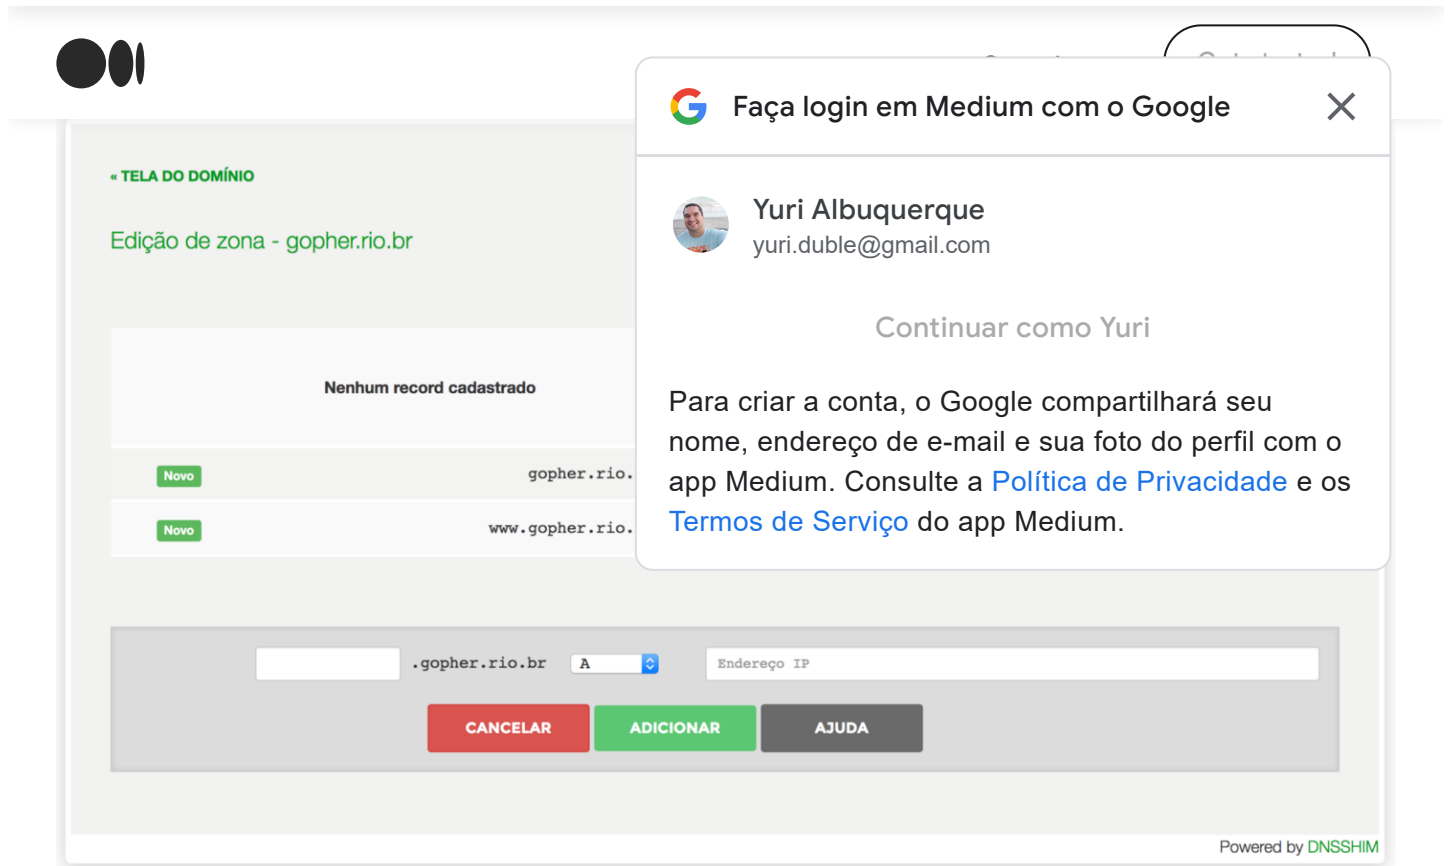 Faça login em Medium com o Google
« TELA DO DOMÍNIO
Edição de zona - gopher.rio.br
Yuri Albuquerque
yuri.duble@gmail.com
Continuar como Yuri
Para criar a conta, o Google compartilhará seu
nome, endereço de e-mail e sua foto do perfil com o
app Medium. Consulte a Política de Privacidade e os
Termos de Serviço do app Medium.
Nenhum record cadastrado
Novo gopher.rio.
Novo www.gopher.rio.
.gopher.rio.br A Endereço IP
CANCELAR ADICIONAR AJUDA
Powered by DNSSHIM